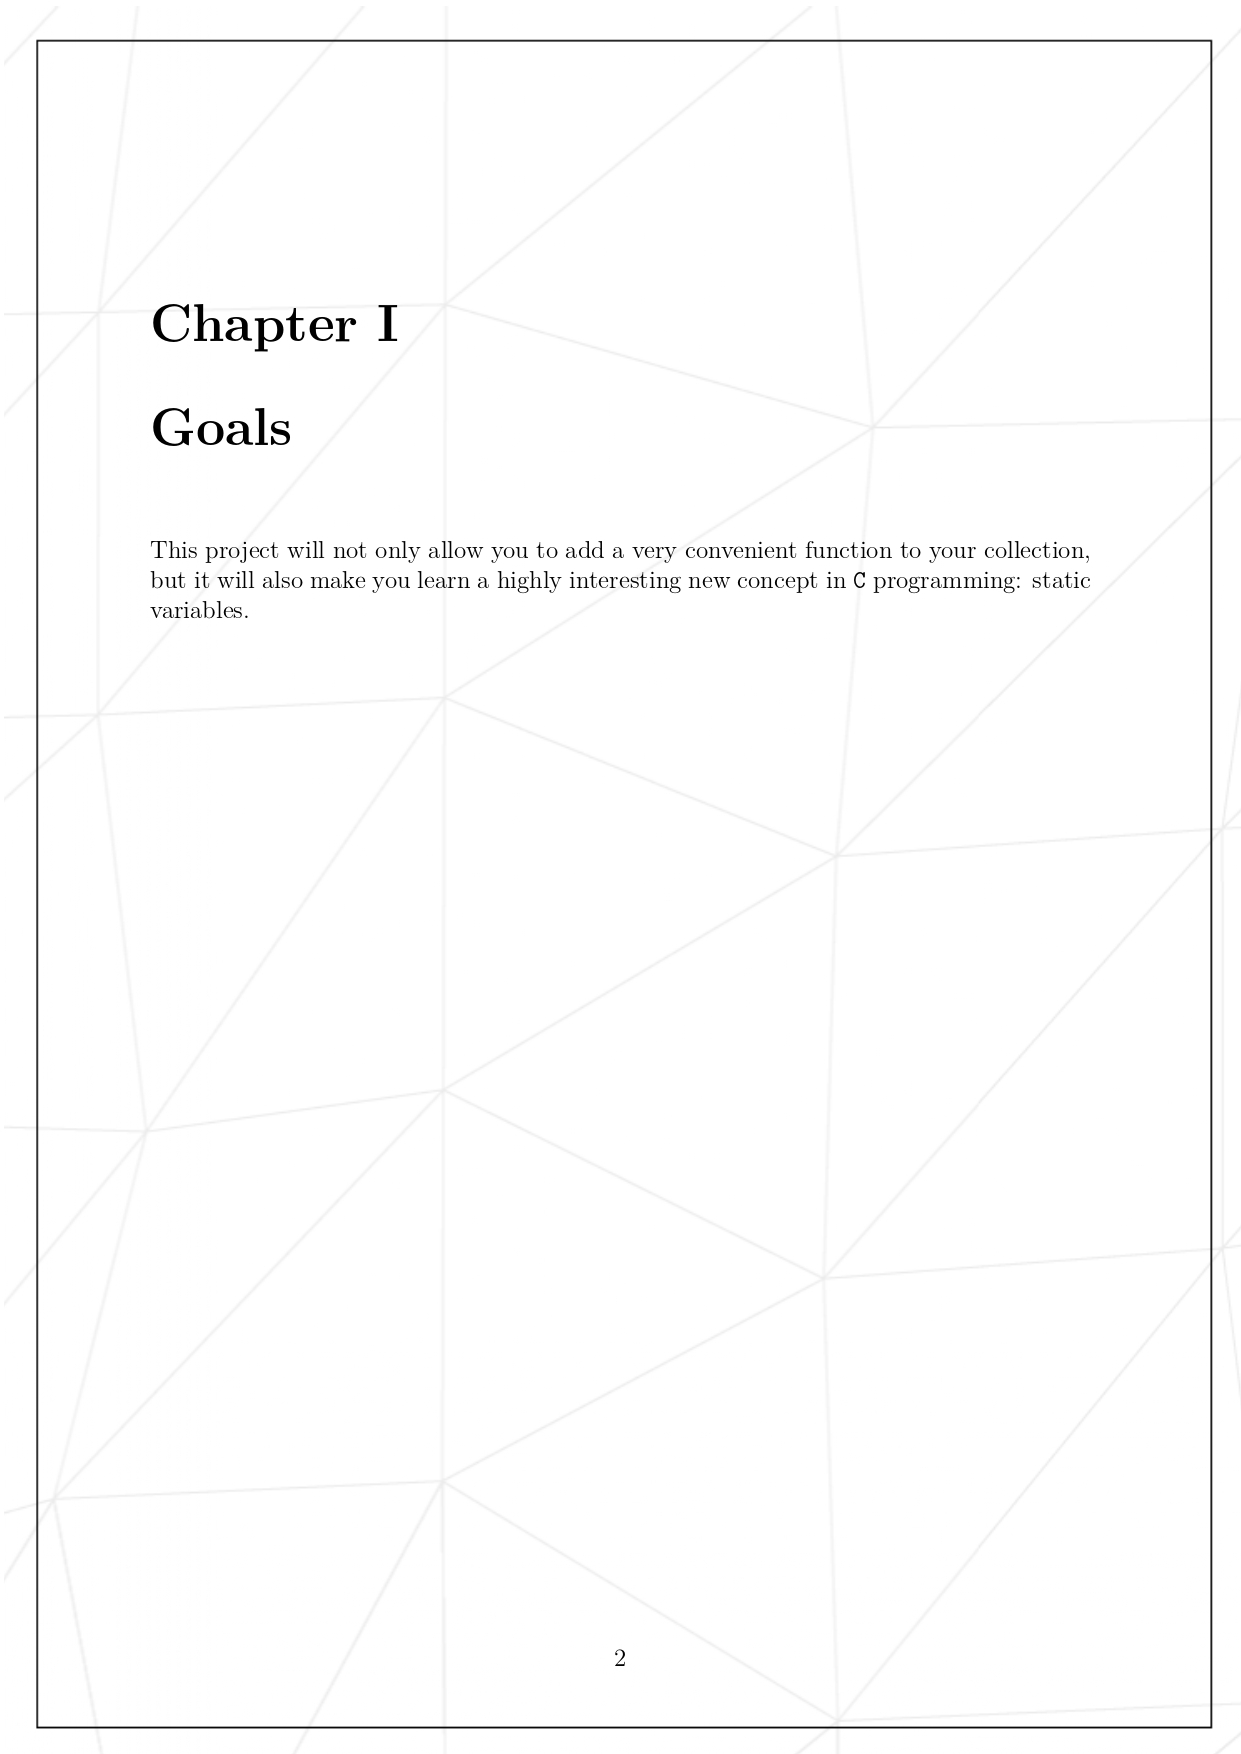 Chapter I
Goals
This project will not only allow you to add a very convenient function to your collection,
but it will also make you learn a highly interesting new concept in C programming: static
variables.
2